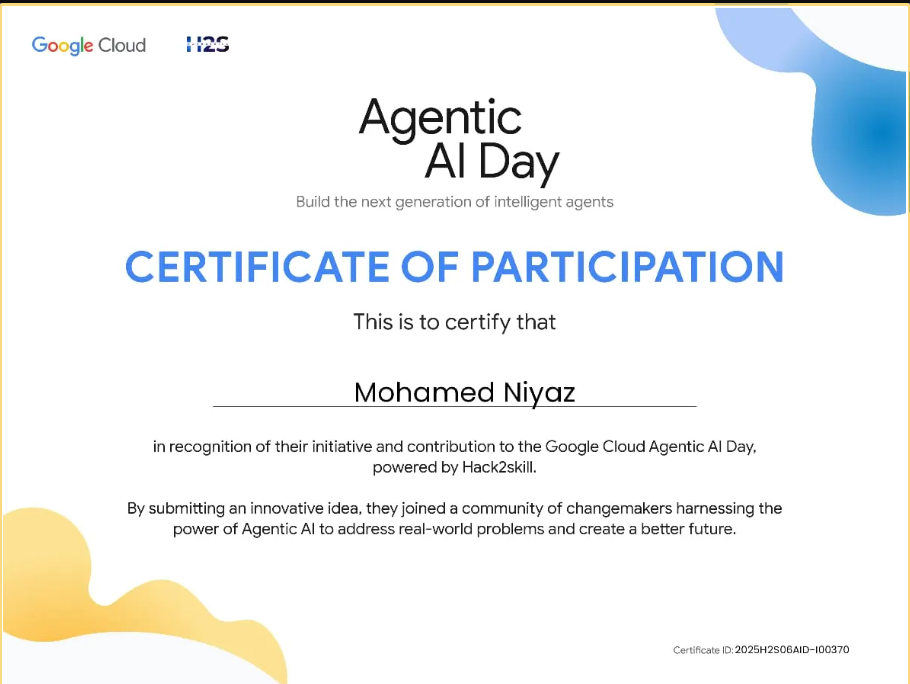 Google Cloud H2S
Agentic
AI Day
Build the next generation of intelligent agents
CERTIFICATE OF PARTICIPATION
This is to certify that
Mohamed Niyaz
in recognition of their initiative and contribution to the Google Cloud Agentic AI Day,
powered by Hack2skill.
By submitting an innovative idea, they joined a community of changemakers harnessing the
power of Agentic AI to address real-world problems and create a better future.
Certificate ID: 2025H2S06AID-I00370